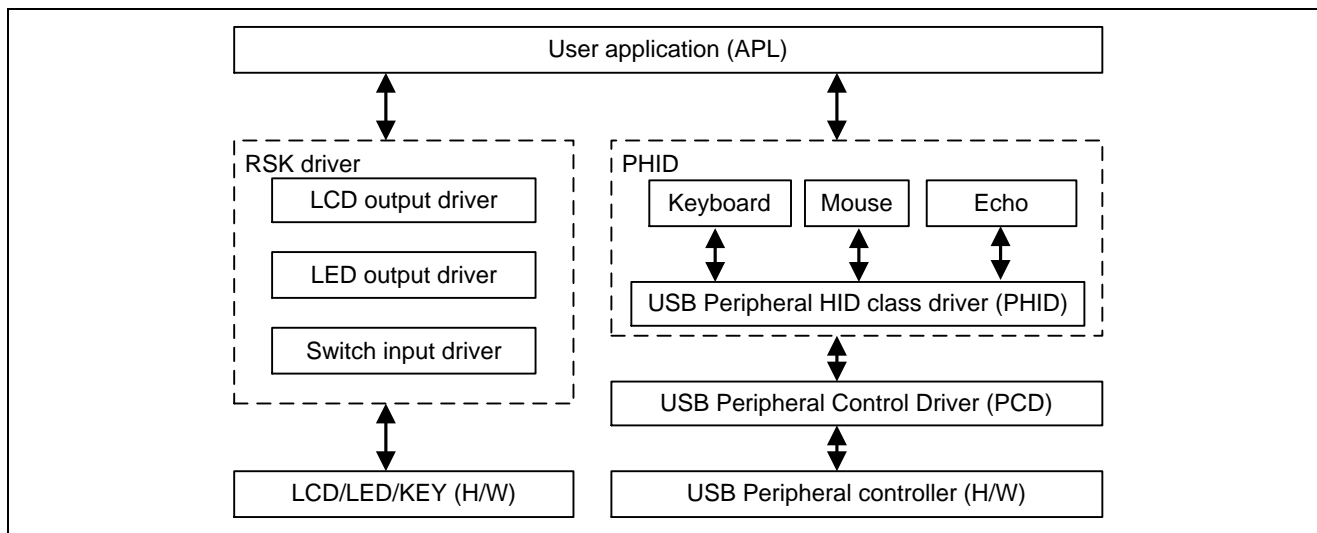 User application (APL)
RSK driver
LCD output driver
LED output driver
Switch input driver
LCD/LED/KEY (H/W)
PHID
Keyboard
Mouse
Echo
USB Peripheral HID class driver (PHID)
USB Peripheral Control Driver (PCD)
USB Peripheral controller (H/W)